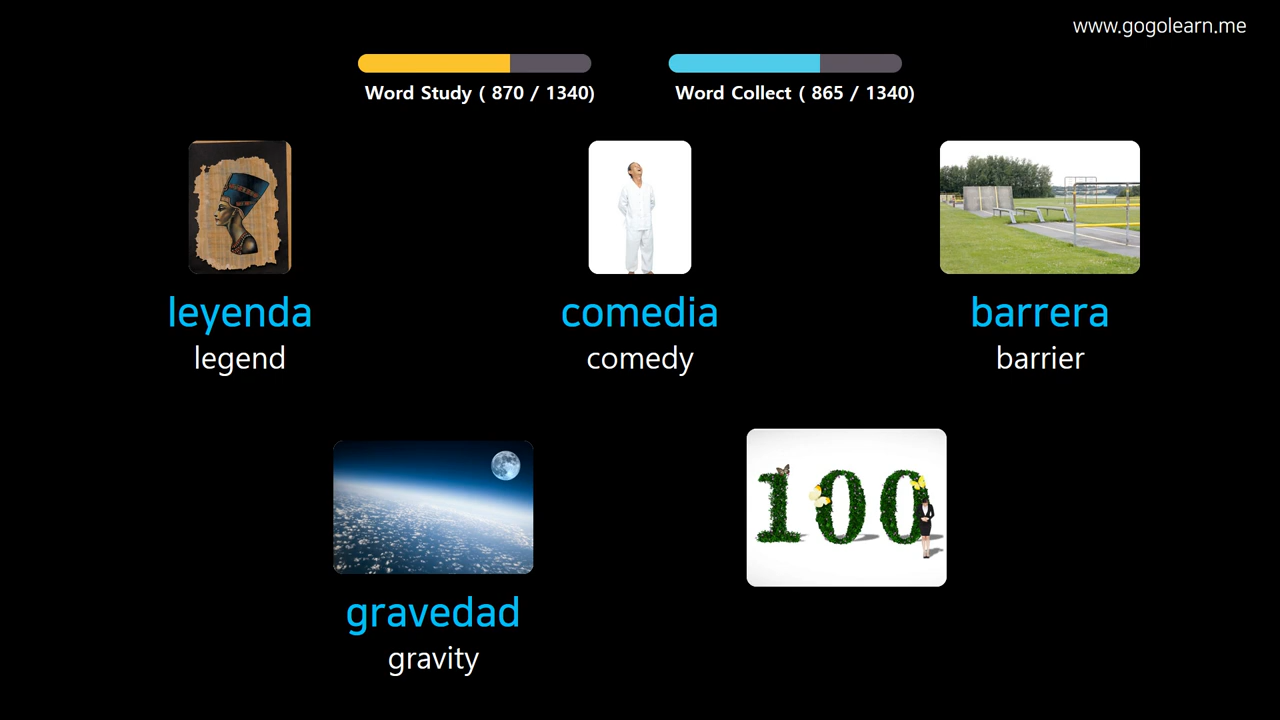 www.gogolearn.me
Word Study ( 870 / 1340)
Word Collect ( 865 / 1340)
leyenda
legend
comedia
comedy
barrera
barrier
100
gravedad
gravity